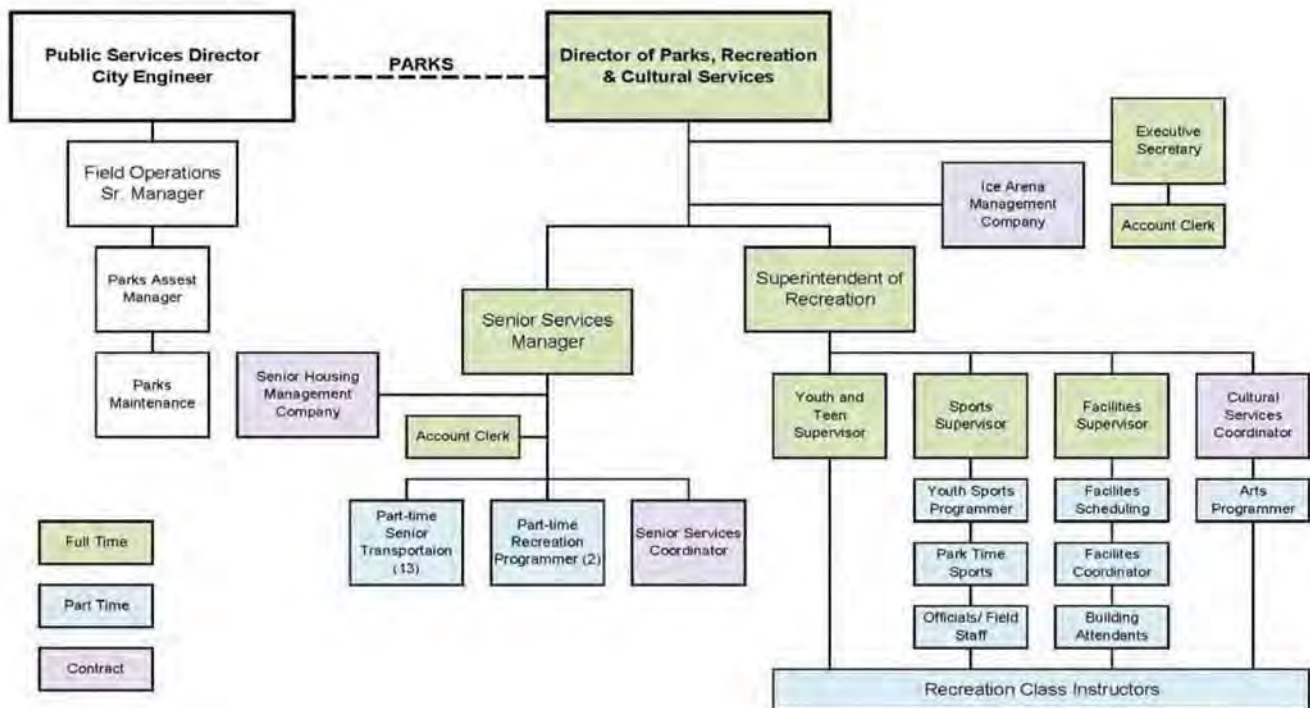 Public Services Director
City Engineer
PARKS
Director of Parks, Recreation
& Cultural Services
Executive
Secretary
Account Clerk
Ice Arena
Management
Company
Field Operations
Sr. Manager
Parks Assest
Manager
Parks
Maintenance
Senior Services
Manager
Superintendent of
Recreation
Senior Housing
Management
Company
Account Clerk
Part-time
Senior
Transportaion
(13)
Part-time
Recreation
Programmer (2)
Senior Services
Coordinator
Youth and
Teen
Supervisor
Sports
Supervisor
Facilities
Supervisor
Cultural
Services
Coordinator
Youth Sports
Programmer
Facilites
Scheduling
Arts
Programmer
Park Time
Sports
Facilites
Coordinator
Officials/ Field
Staff
Building
Attendants
Recreation Class Instructors
Full Time
Part Time
Contract